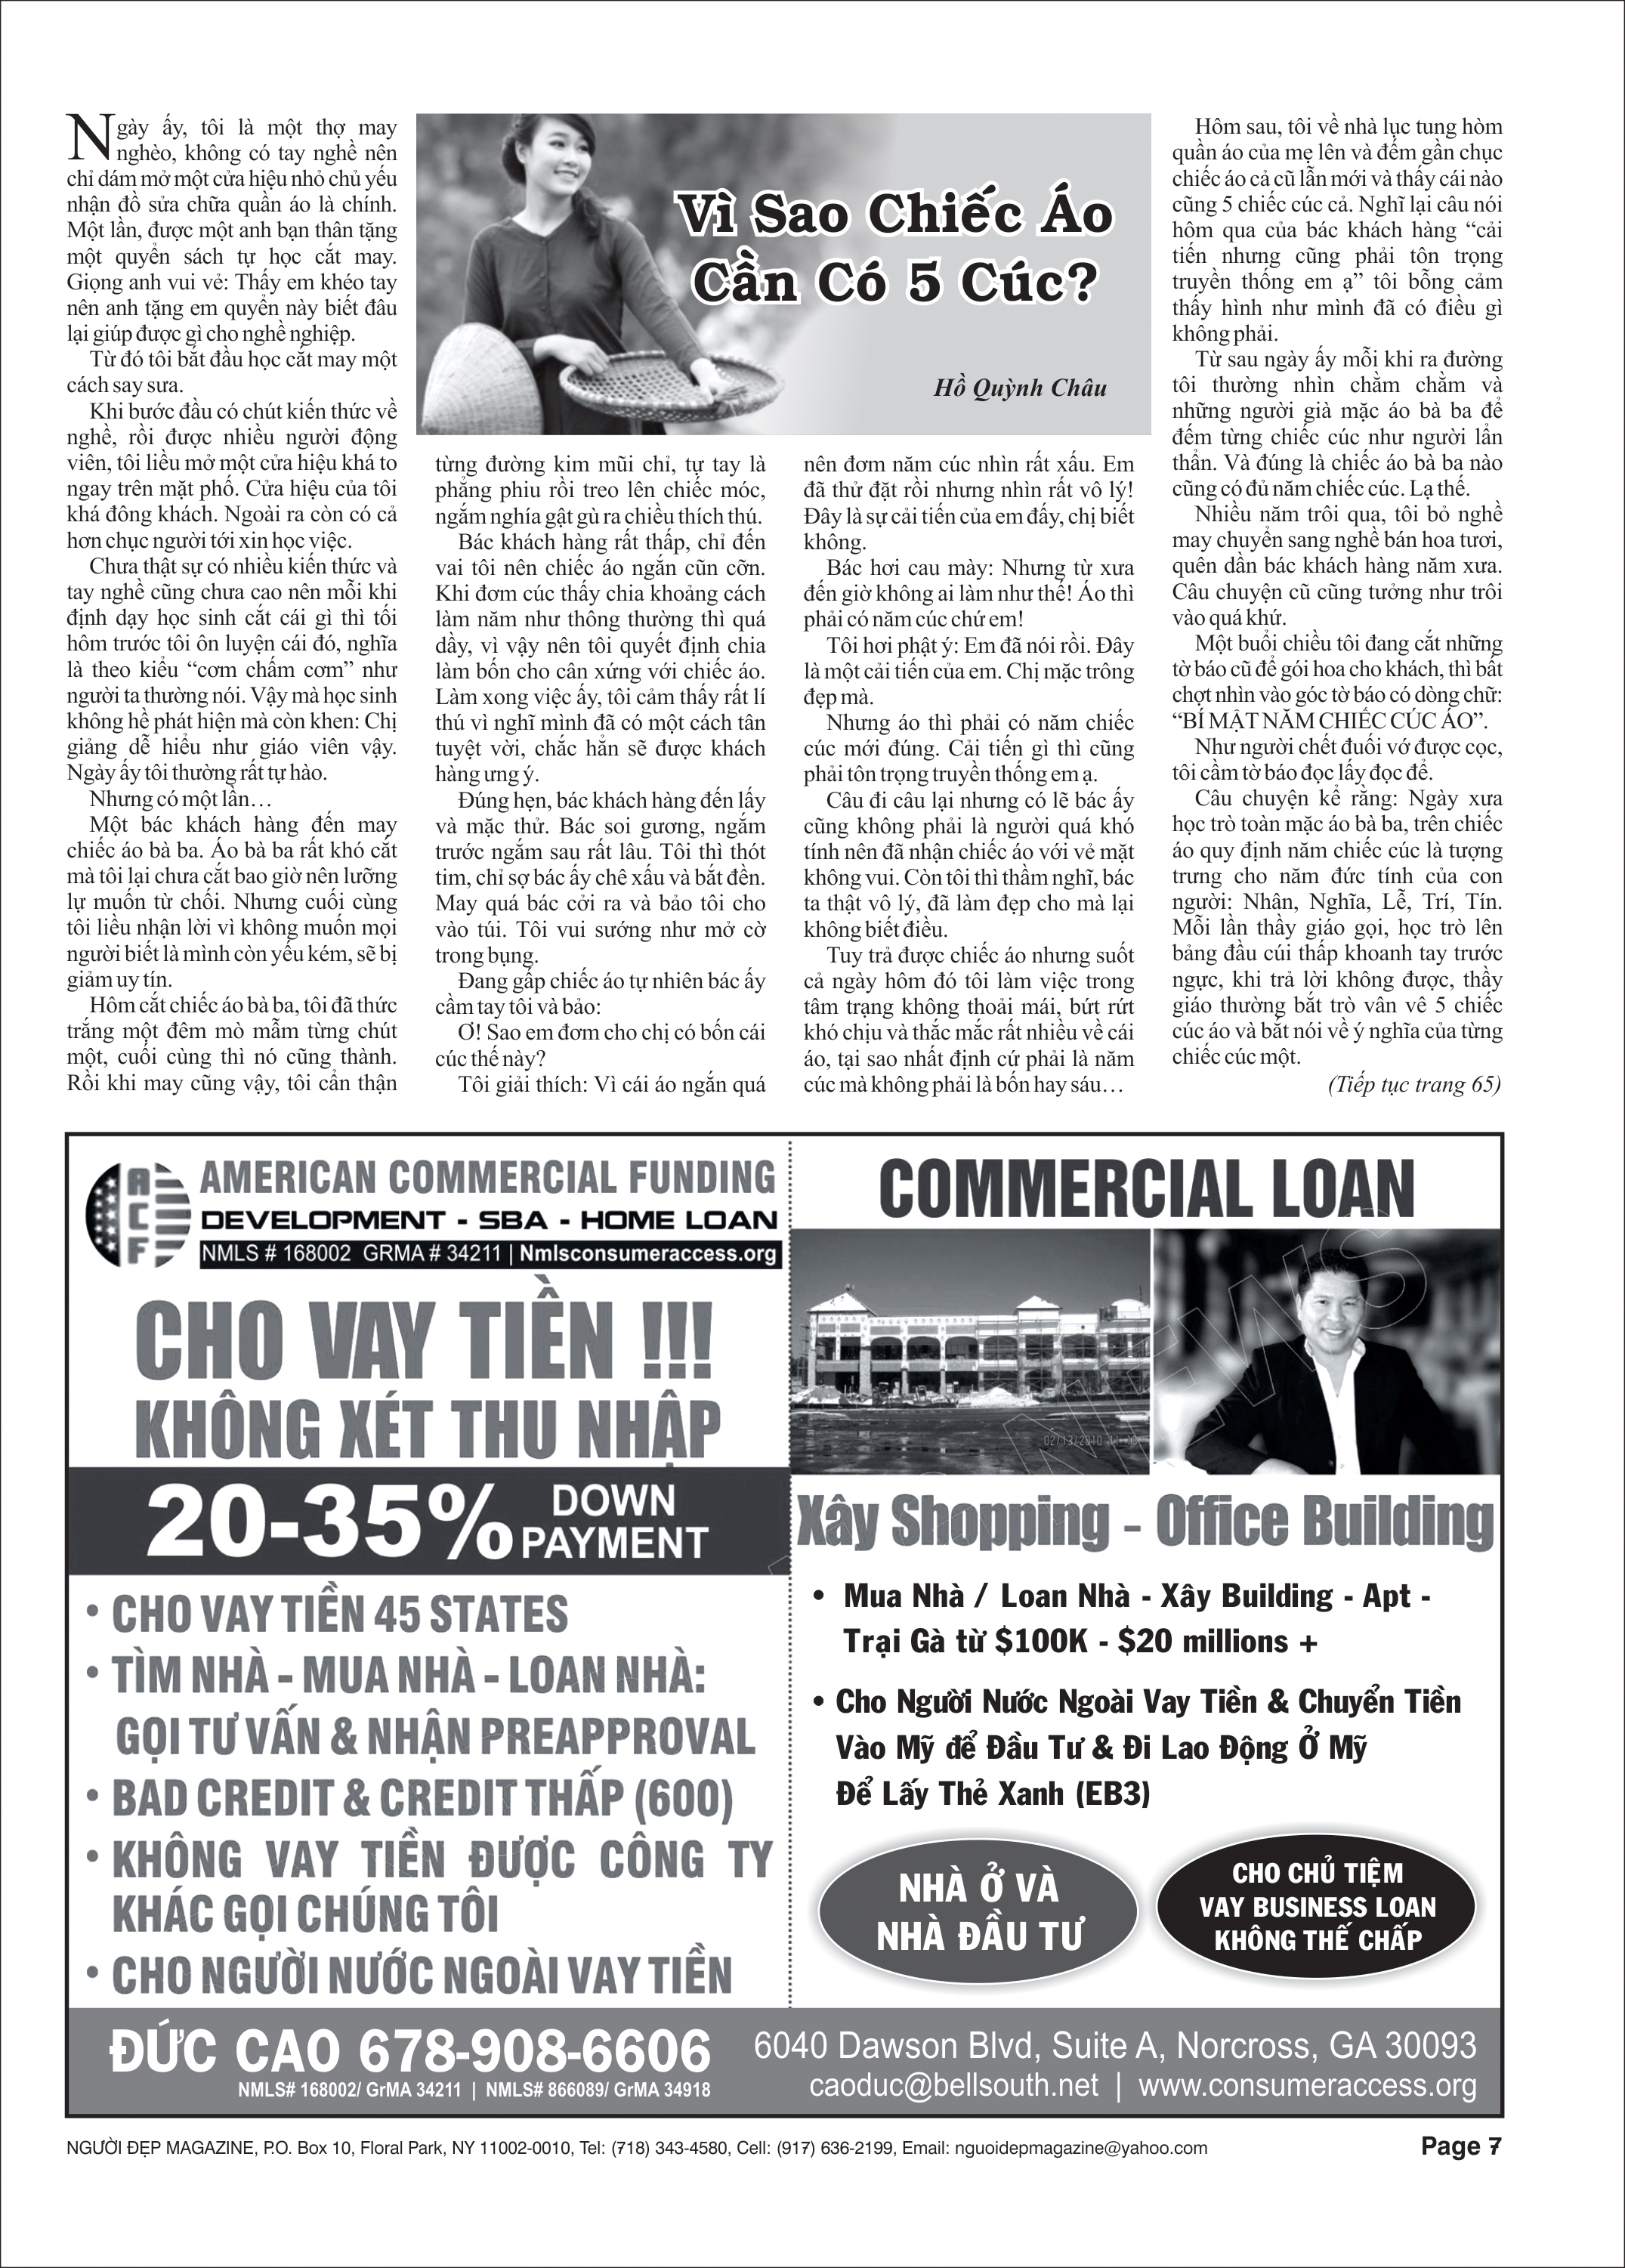 Ngày ấy, tôi là một thợ may
nghèo, không có tay nghề nên
chỉ dám mở một cửa hiệu nhỏ chủ yếu
nhận đồ sửa chữa quần áo là chính.
Một lần, được một anh bạn thân tặng
một quyển sách tự học cắt may.
Giọng anh vui vẻ: Thấy em khéo tay
nên anh tặng em quyển này biết đâu
lại giúp được gì cho nghề nghiệp.
Từ đó tôi bắt đầu học cắt may một
cách say sưa.
Khi bước đầu có chút kiến thức về
nghề, rồi được nhiều người động
viên, tôi liều mở một cửa hiệu khá to
ngay trên mặt phố. Cửa hiệu của tôi
khá đông khách. Ngoài ra còn có cả
hơn chục người tới xin học việc.
Chưa thật sự có nhiều kiến thức và
tay nghề cũng chưa cao nên mỗi khi
định dạy học sinh cắt cái gì thì tối
hôm trước tôi ôn luyện cái đó, nghĩa
là theo kiểu “cơm chấm cơm” như
người ta thường nói. Vậy mà học sinh
không hề phát hiện mà còn khen: Chị
giảng dễ hiểu như giáo viên vậy.
Ngày ấy tôi thường rất tự hào.
Nhưng có một lần…
Một bác khách hàng đến may
chiếc áo bà ba. Áo bà ba rất khó cắt
mà tôi lại chưa cắt bao giờ nên lưỡng
lự muốn từ chối. Nhưng cuối cùng
tôi liều nhận lời vì không muốn mọi
người biết là mình còn yếu kém, sẽ bị
giảm uy tín.
Hôm cắt chiếc áo bà ba, tôi đã thức
trắng một đêm mò mẫm từng chút
một, cuối cùng thì nó cũng thành.
Rồi khi may cũng vậy, tôi cẩn thận
Vì Sao Chiếc Áo
Cần Có 5 Cúc?
Hồ Quỳnh Châu
từng đường kim mũi chỉ, tự tay là
phẳng phiu rồi treo lên chiếc móc,
ngắm nghía gật gù ra chiều thích thú.
Bác khách hàng rất thấp, chỉ đến
vai tôi nên chiếc áo ngắn cũn cỡn.
Khi đơm cúc thấy chia khoảng cách
làm năm như thông thường thì quá
dầy, vì vậy nên tôi quyết định chia
làm bốn cho cân xứng với chiếc áo.
Làm xong việc ấy, tôi cảm thấy rất lí
thú vì nghĩ mình đã có một cách tân
tuyệt vời, chắc hẳn sẽ được khách
hàng ưng ý.
Đúng hẹn, bác khách hàng đến lấy
và mặc thử. Bác soi gương, ngắm
trước ngắm sau rất lâu. Tôi thì thót
tim, chỉ sợ bác ấy chê xấu và bắt đền.
May quá bác cởi ra và bảo tôi cho
vào túi. Tôi vui sướng như mở cờ
trong bụng.
Đang gấp chiếc áo tự nhiên bác ấy
cầm tay tôi và bảo:
Ơ! Sao em đơm cho chị có bốn cái
cúc thế này?
Tôi giải thích: Vì cái áo ngắn quá
nên đơm năm cúc nhìn rất xấu. Em
đã thử đặt rồi nhưng nhìn rất vô lý!
Đây là sự cải tiến của em đấy, chị biết
không.
Bác hơi cau mày: Nhưng từ xưa
đến giờ không ai làm như thế! Áo thì
phải có năm cúc chứ em!
Tôi hơi phật ý: Em đã nói rồi. Đây
là một cải tiến của em. Chị mặc trông
đẹp mà.
Nhưng áo thì phải có năm chiếc
cúc mới đúng. Cải tiến gì thì cũng
phải tôn trọng truyền thống em ạ.
Câu đi câu lại nhưng có lẽ bác ấy
cũng không phải là người quá khó
tính nên đã nhận chiếc áo với vẻ mặt
không vui. Còn tôi thì thầm nghĩ, bác
ta thật vô lý, đã làm đẹp cho mà lại
không biết điều.
Tuy trả được chiếc áo nhưng suốt
cả ngày hôm đó tôi làm việc trong
tâm trạng không thoải mái, bứt rứt
khó chịu và thắc mắc rất nhiều về cái
áo, tại sao nhất định cứ phải là năm
cúc mà không phải là bốn hay sáu…
Hôm sau, tôi về nhà lục tung hòm
quần áo của mẹ lên và đếm gần chục
chiếc áo cả cũ lẫn mới và thấy cái nào
cũng 5 chiếc cúc cả. Nghĩ lại câu nói
hôm qua của bác khách hàng “cải
tiến nhưng cũng phải tôn trọng
truyền thống em ạ” tôi bỗng cảm
thấy hình như mình đã có điều gì
không phải.
Từ sau ngày ấy mỗi khi ra đường
tôi thường nhìn chằm chằm và
những người già mặc áo bà ba để
đếm từng chiếc cúc như người lẩn
thẩn. Và đúng là chiếc áo bà ba nào
cũng có đủ năm chiếc cúc. Lạ thế.
Nhiều năm trôi qua, tôi bỏ nghề
may chuyển sang nghề bán hoa tươi,
quên dần bác khách hàng năm xưa.
Câu chuyện cũ cũng tưởng như trôi
vào quá khứ.
Một buổi chiều tôi đang cắt những
tờ báo cũ để gói hoa cho khách, thì bất
chợt nhìn vào góc tờ báo có dòng chữ:
“BÍ MẬT NĂM CHIẾC CÚC ÁO”.
Như người chết đuối vớ được cọc,
tôi cầm tờ báo đọc lấy đọc để.
Câu chuyện kể rằng: Ngày xưa
học trò toàn mặc áo bà ba, trên chiếc
áo quy định năm chiếc cúc là tượng
trưng cho năm đức tính của con
người: Nhân, Nghĩa, Lễ, Trí, Tín.
Mỗi lần thầy giáo gọi, học trò lên
bảng đầu cúi thấp khoanh tay trước
ngực, khi trả lời không được, thầy
giáo thường bắt trò vân vê 5 chiếc
cúc áo và bắt nói về ý nghĩa của từng
chiếc cúc một.
(Tiếp tục trang 65)
ACF
AMERICAN COMMERCIAL FUNDING
DEVELOPMENT - SBA - HOME LOAN
NMLS # 168002 GRMA # 34211 | Nmlsconsumeraccess.org
CHO VAY TIỀN !!!
KHÔNG XÉT THU NHẬP
20-35% DOWN
PAYMENT
• CHO VAY TIỀN 45 STATES
• TÌM NHÀ - MUA NHÀ - LOAN NHÀ:
GỌI TƯ VẤN & NHẬN PREAPPROVAL
• BAD CREDIT & CREDIT THẤP (600)
• KHÔNG VAY TIỀN ĐƯỢC CÔNG TY
KHÁC GỌI CHÚNG TÔI
• CHO NGƯỜI NƯỚC NGOÀI VAY TIỀN
COMMERCIAL LOAN
NEWS
02/13/2010
Xây Shopping - Office Building
• Mua Nhà / Loan Nhà - Xây Building - Apt -
Trại Gà từ $100K - $20 millions +
• Cho Người Nước Ngoài Vay Tiền & Chuyển Tiền
Vào Mỹ để Đầu Tư & Đi Lao Động Ở Mỹ
Để Lấy Thẻ Xanh (EB3)
NHÀ Ở VÀ
NHÀ ĐẦU TƯ
CHO CHỦ TIỆM
VAY BUSINESS LOAN
KHÔNG THẾ CHẤP
ĐỨC CAO 678-908-6606
NMLS# 168002/ GrMA 34211 | NMLS# 866089/ GrMA 34918
6040 Dawson Blvd, Suite A, Norcross, GA 30093
caoduc@bellsouth.net | www.consumeraccess.org
NGƯỜI ĐẸP MAGAZINE, P.O. Box 10, Floral Park, NY 11002-0010, Tel: (718) 343-4580, Cell: (917) 636-2199, Email: nguoidepmagazine@yahoo.com
Page 7